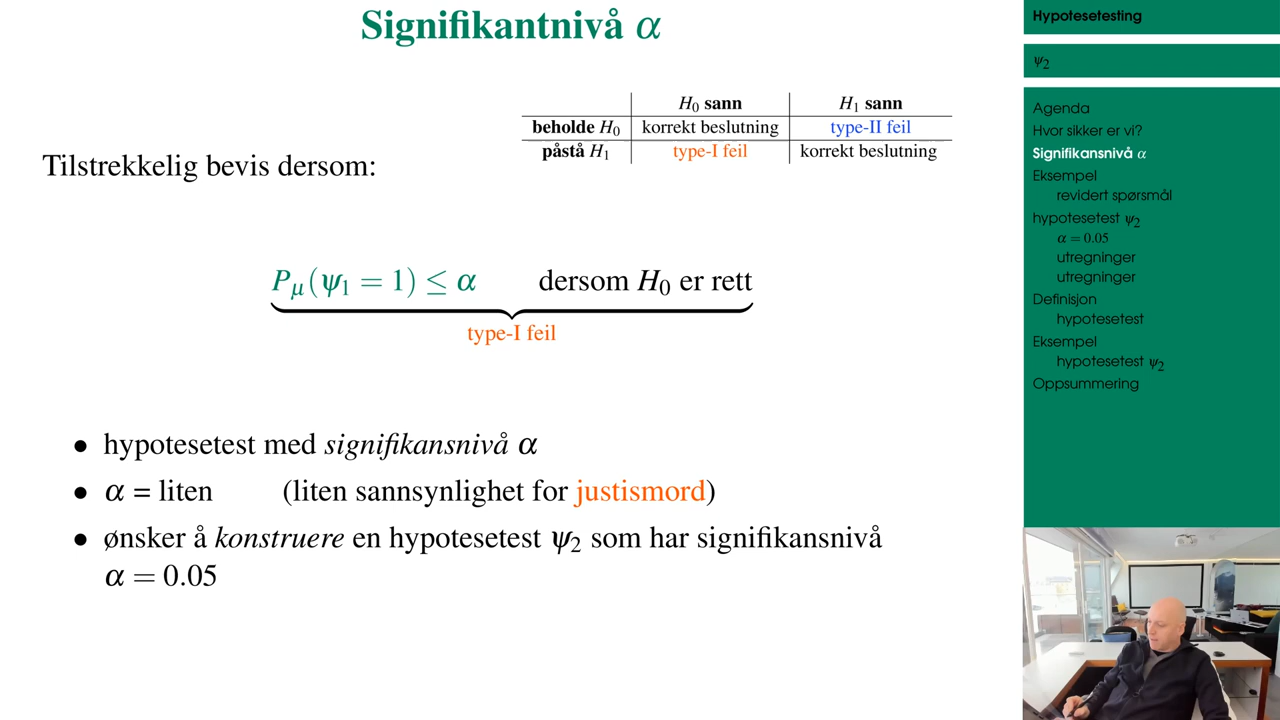 Signifikantnivå α
H₀ sann H₁ sann
beholde H₀ korrekt beslutning type-II feil
påstå H₁ type-I feil korrekt beslutning
Tilstrekkelig bevis dersom:
Pμ(ψ₁ = 1) ≤ α dersom H₀ er rett
type-I feil
• hypotesetest med signifikansnivå α
• α = liten (liten sannsynlighet for justismord)
• ønsker å konstruere en hypotesetest ψ₂ som har signifikansnivå
α = 0.05
Hypotesetesting
ψ₂
Agenda
Hvor sikker er vi?
Signifikansnivå α
Eksempel
revidert spørsmål
hypotesetest ψ₂
α = 0.05
utregninger
utregninger
Definisjon
hypotesetest
Eksempel
hypotesetest ψ₂
Oppsummering